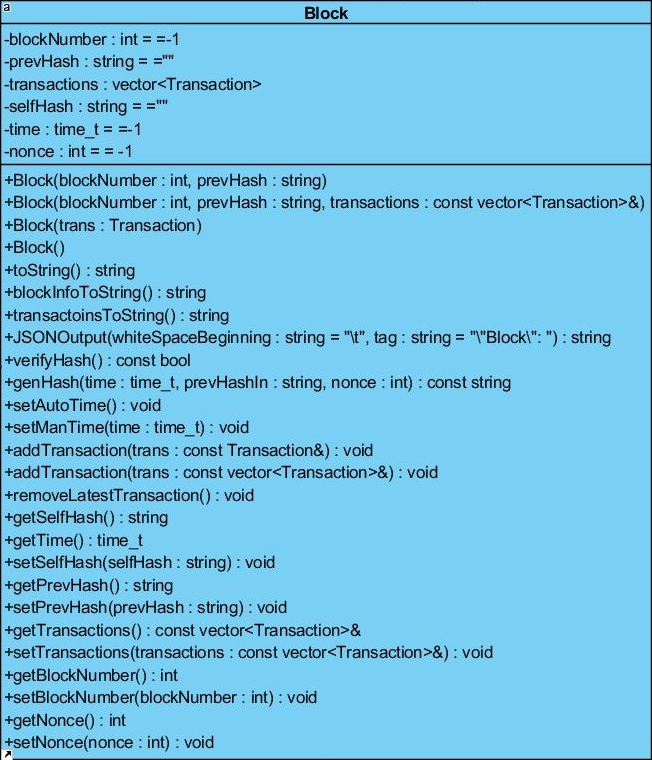 a
Block
-blockNumber : int = =-1
-prevHash : string = =""
-transactions : vector<Transaction>
-selfHash : string = =""
-time : time_t = =-1
-nonce : int = = -1
+Block(blockNumber : int, prevHash : string)
+Block(blockNumber : int, prevHash : string, transactions : const vector<Transaction>&)
+Block(trans : Transaction)
+Block()
+toString() : string
+blockInfoToString() : string
+transactoinsToString() : string
+JSONOutput(whiteSpaceBeginning : string = "\t", tag : string = "\"Block\": ") : string
+verifyHash() : const bool
+genHash(time : time_t, prevHashIn : string, nonce : int) : const string
+setAutoTime() : void
+setManTime(time : time_t) : void
+addTransaction(trans : const Transaction&) : void
+addTransaction(trans : const vector<Transaction>&) : void
+removeLatestTransaction() : void
+getSelfHash() : string
+getTime() : time_t
+setSelfHash(selfHash : string) : void
+getPrevHash() : string
+setPrevHash(prevHash : string) : void
+getTransactions() : const vector<Transaction>&
+setTransactions(transactions : const vector<Transaction>&) : void
+getBlockNumber() : int
+setBlockNumber(blockNumber : int) : void
+getNonce() : int
+setNonce(nonce : int) : void